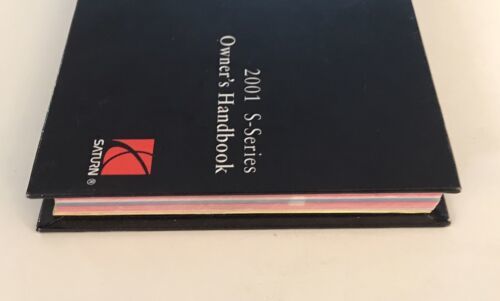 2001 S-Series
Owner's Handbook
SATURN®